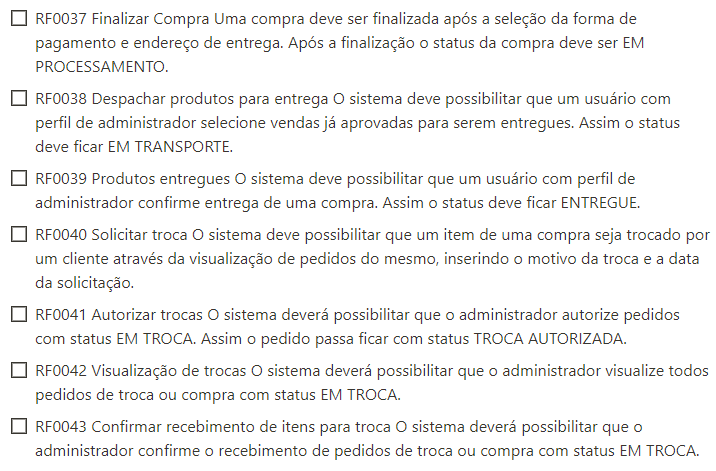 RF0037 Finalizar Compra Uma compra deve ser finalizada após a seleção da forma de
pagamento e endereço de entrega. Após a finalização o status da compra deve ser EM
PROCESSAMENTO.
RF0038 Despachar produtos para entrega O sistema deve possibilitar que um usuário com
perfil de administrador selecione vendas já aprovadas para serem entregues. Assim o status
deve ficar EM TRANSPORTE.
RF0039 Produtos entregues O sistema deve possibilitar que um usuário com perfil de
administrador confirme entrega de uma compra. Assim o status deve ficar ENTREGUE.
RF0040 Solicitar troca O sistema deve possibilitar que um item de uma compra seja trocado por
um cliente através da visualização de pedidos do mesmo, inserindo o motivo da troca e a data
da solicitação.
RF0041 Autorizar trocas O sistema deverá possibilitar que o administrador autorize pedidos
com status EM TROCA. Assim o pedido passa ficar com status TROCA AUTORIZADA.
RF0042 Visualização de trocas O sistema deverá possibilitar que o administrador visualize todos
pedidos de troca ou compra com status EM TROCA.
RF0043 Confirmar recebimento de itens para troca O sistema deverá possibilitar que o
administrador confirme o recebimento de pedidos de troca ou compra com status EM TROCA.